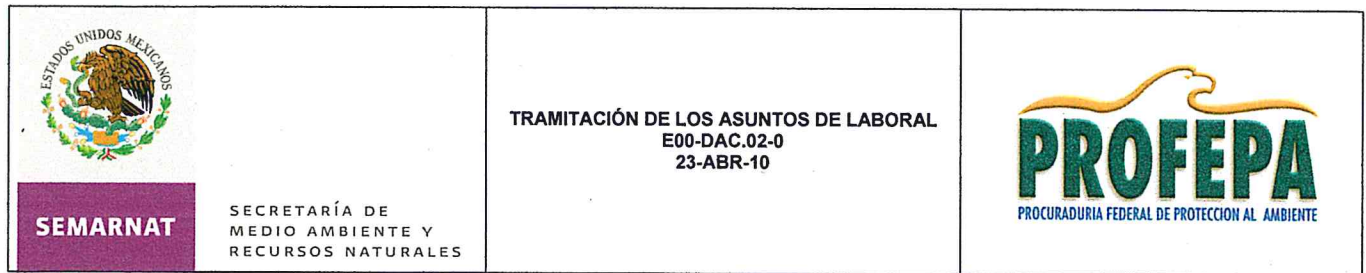 ESTADOS UNIDOS MEXICANOS
SEMARNAT
SECRETARÍA DE
MEDIO AMBIENTE Y
RECURSOS NATURALES
TRAMITACIÓN DE LOS ASUNTOS DE LABORAL
E00-DAC.02-0
23-ABR-10
PROFEPA
PROCURADURIA FEDERAL DE PROTECCION AL AMBIENTE